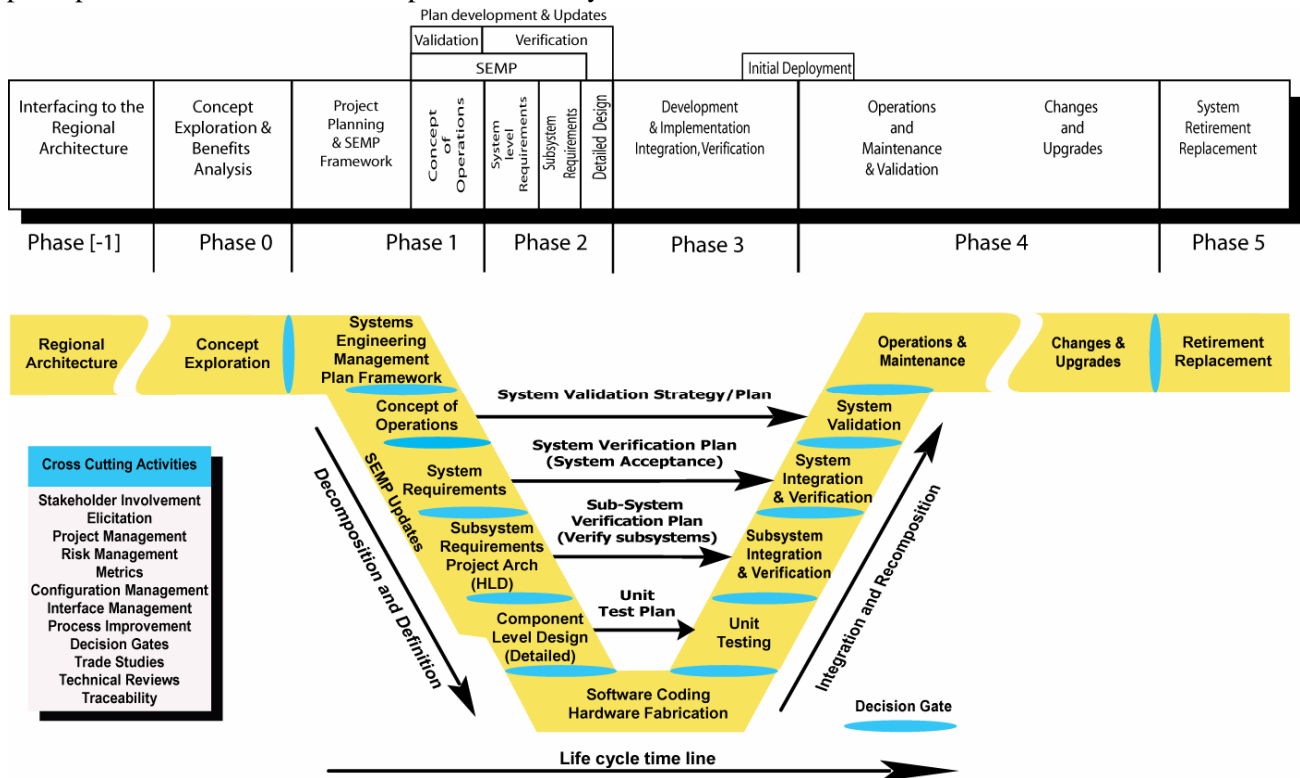 Plan development & Updates
Validation
Verification
SEMP
Initial Deployment
Interfacing to the
Regional
Architecture
Concept
Exploration &
Benefits
Analysis
Project
Planning
& SEMP
Framework
Concept
of
Operations
System
level
Requirements
Subsystem
Requirements
Detailed Design
Development
& Implementation
Integration, Verification
Operations
and
Maintenance
& Validation
Changes
and
Upgrades
System
Retirement
Replacement
Phase [-1]
Phase 0
Phase 1
Phase 2
Phase 3
Phase 4
Phase 5
Regional
Architecture
Concept
Exploration
Systems
Engineering
Management
Plan Framework
Operations &
Maintenance
Changes &
Upgrades
Retirement
Replacement
Concept of
Operations
System Validation Strategy/Plan
System
Validation
System
Requirements
System Verification Plan
(System Acceptance)
System
Integration
& Verification
Subsystem
Requirements
Project Arch
(HLD)
Sub-System
Verification Plan
(Verify subsystems)
Subsystem
Integration
& Verification
Component
Level Design
(Detailed)
Unit
Test Plan
Unit
Testing
Software Coding
Hardware Fabrication
SEMP Updates
Decomposition and Definition
Integration and Recomposition
Cross Cutting Activities
Stakeholder Involvement
Elicitation
Project Management
Risk Management
Metrics
Configuration Management
Interface Management
Process Improvement
Decision Gates
Trade Studies
Technical Reviews
Traceability
Decision Gate
Life cycle time line